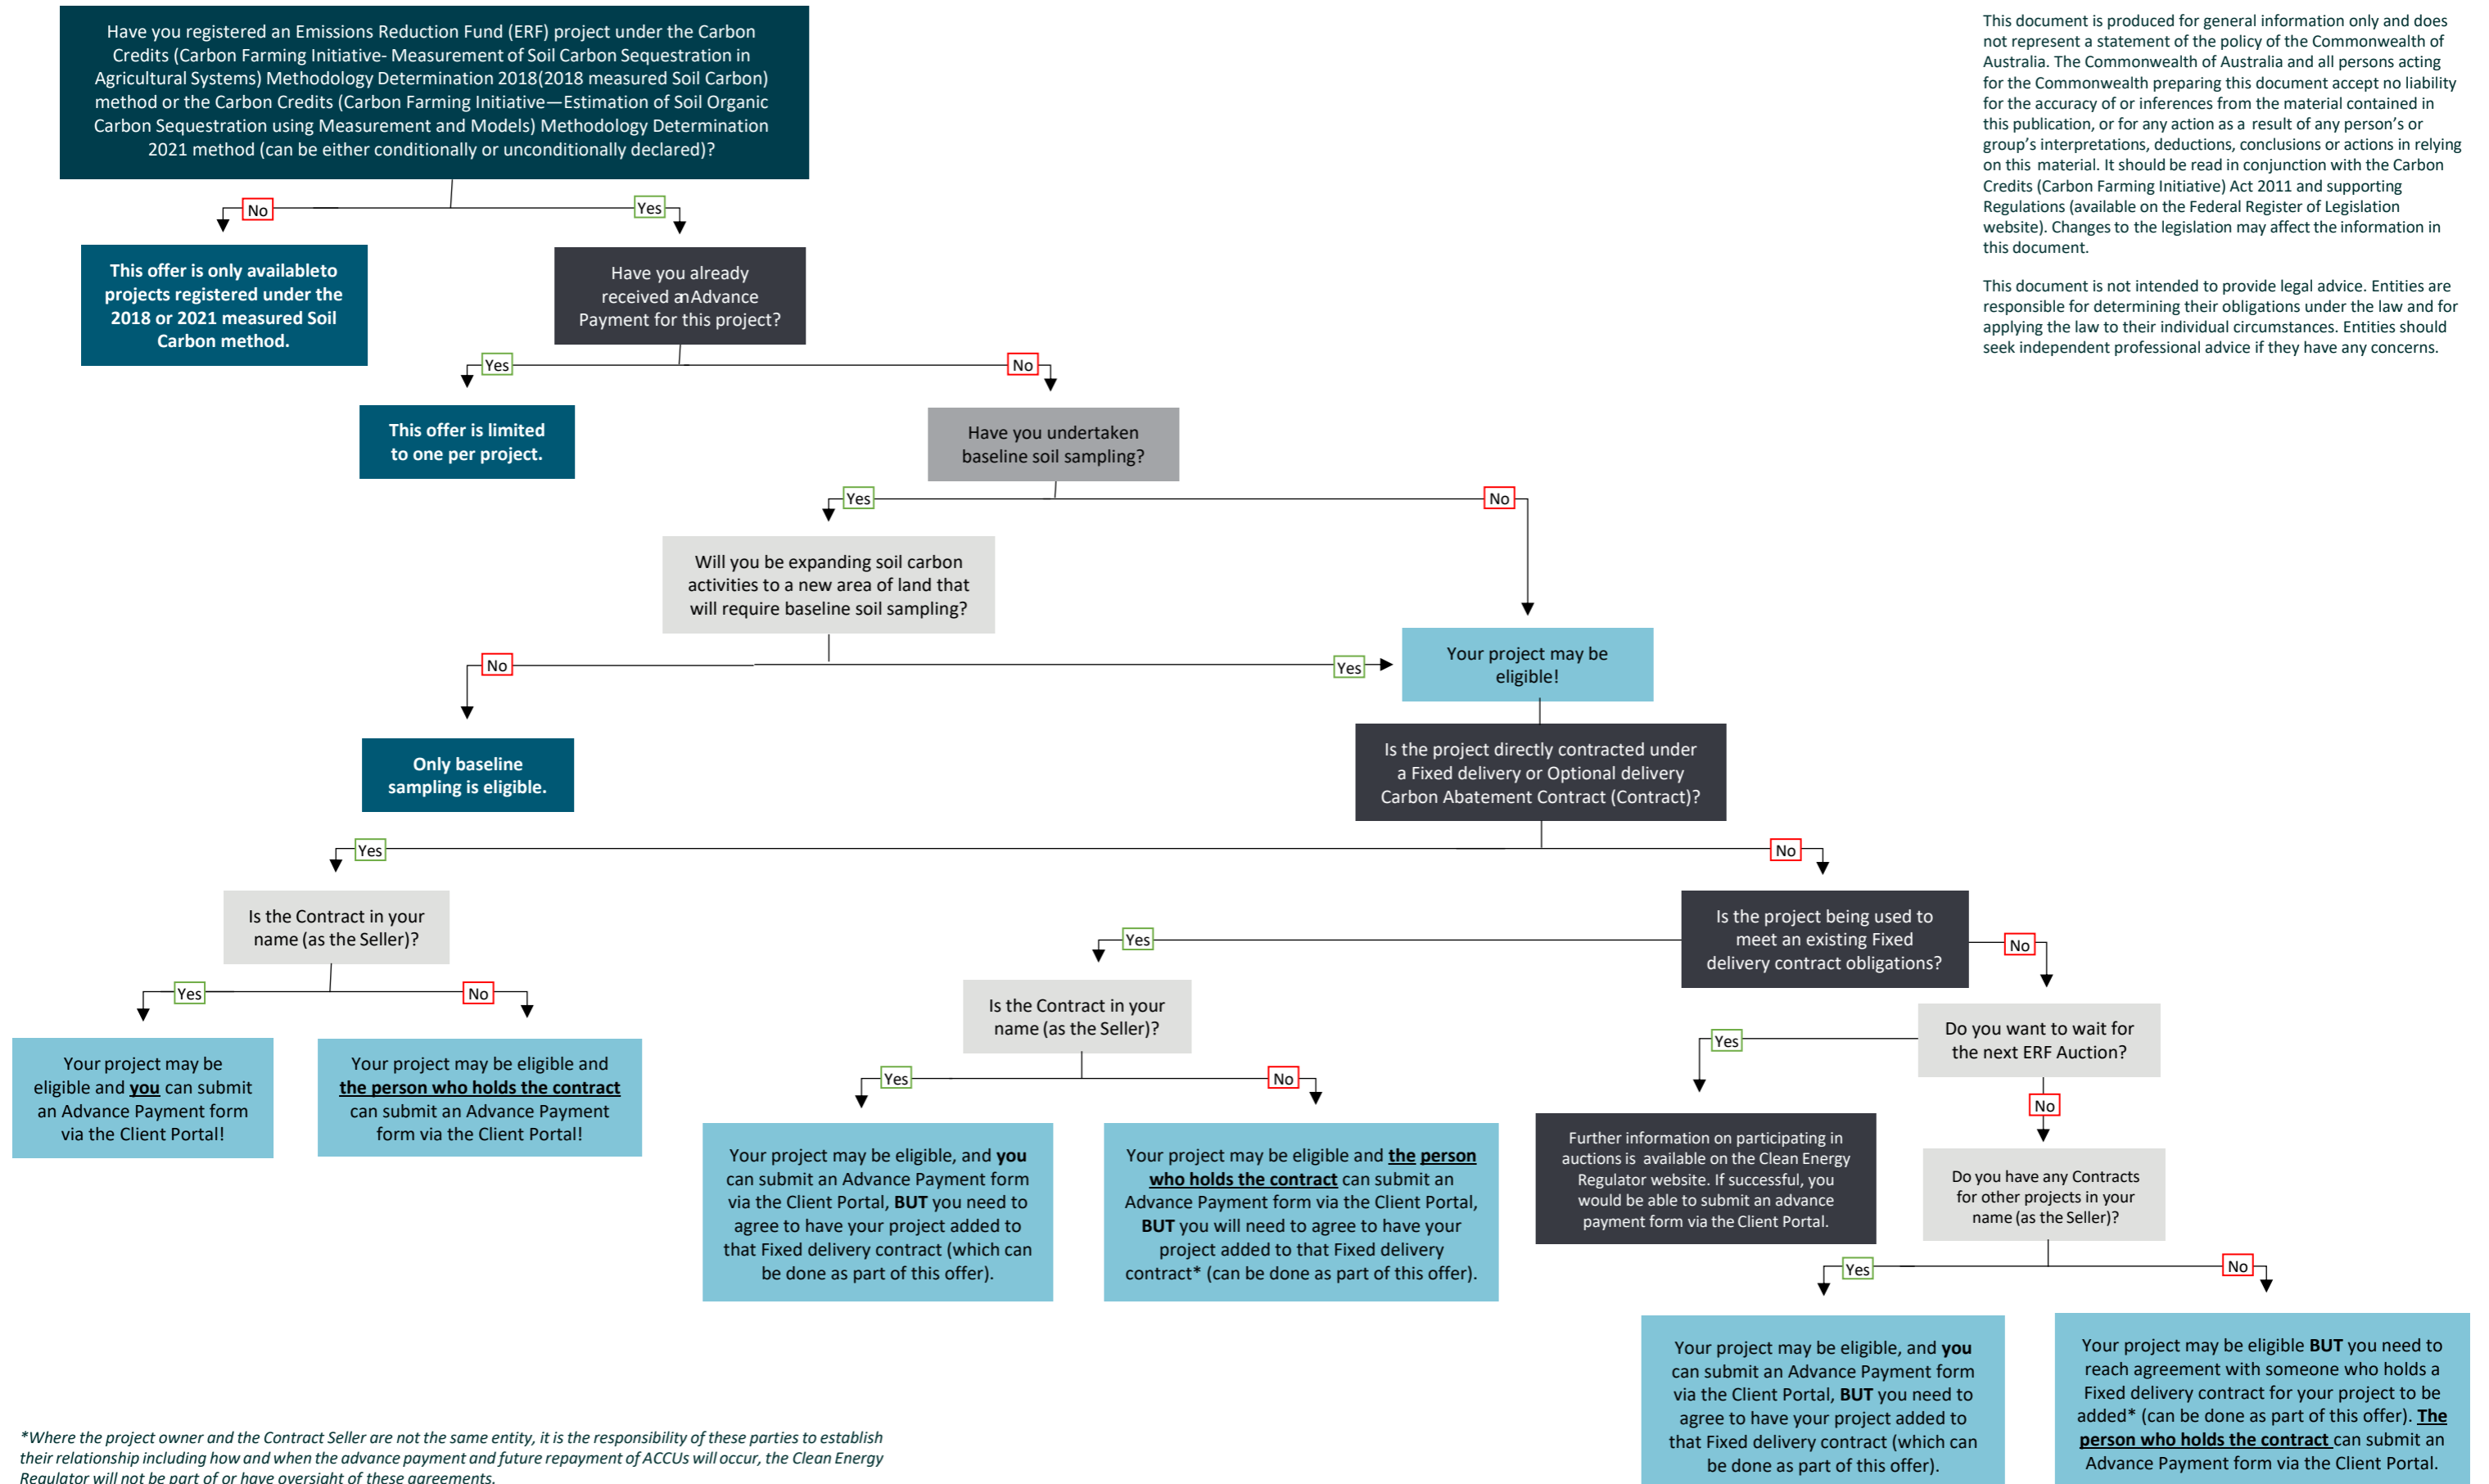 Have you registered an Emissions Reduction Fund (ERF) project under the Carbon
Credits (Carbon Farming Initiative- Measurement of Soil Carbon Sequestration in
Agricultural Systems) Methodology Determination 2018(2018 measured Soil Carbon)
method or the Carbon Credits (Carbon Farming Initiative—Estimation of Soil Organic
Carbon Sequestration using Measurement and Models) Methodology Determination
2021 method (can be either conditionally or unconditionally declared)?
This document is produced for general information only and does
not represent a statement of the policy of the Commonwealth of
Australia. The Commonwealth of Australia and all persons acting
for the Commonwealth preparing this document accept no liability
for the accuracy of or inferences from the material contained in
this publication, or for any action as a result of any person's or
group's interpretations, deductions, conclusions or actions in relying
on this material. It should be read in conjunction with the Carbon
Credits (Carbon Farming Initiative) Act 2011 and supporting
Regulations (available on the Federal Register of Legislation
website). Changes to the legislation may affect the information in
this document.
This document is not intended to provide legal advice. Entities are
responsible for determining their obligations under the law and for
applying the law to their individual circumstances. Entities should
seek independent professional advice if they have any concerns.
No
Yes
This offer is only availableto
projects registered under the
2018 or 2021 measured Soil
Carbon method.
Have you already
received anAdvance
Payment for this project?
Yes
No
This offer is limited
to one per project.
Have you undertaken
baseline soil sampling?
Yes
No
Will you be expanding soil carbon
activities to a new area of land that
will require baseline soil sampling?
No
Yes
Your project may be
eligible!
Only baseline
sampling is eligible.
Is the project directly contracted under
a Fixed delivery or Optional delivery
Carbon Abatement Contract (Contract)?
Yes
No
Is the Contract in your
name (as the Seller)?
Is the project being used to
meet an existing Fixed
delivery contract obligations?
Yes
No
Yes
No
Your project may be
eligible and you can submit
an Advance Payment form
via the Client Portal!
Your project may be eligible and
the person who holds the contract
can submit an Advance Payment
form via the Client Portal!
Is the Contract in your
name (as the Seller)?
Yes
No
Do you want to wait for
the next ERF Auction?
Yes
No
Your project may be eligible, and you
can submit an Advance Payment form
via the Client Portal, BUT you need to
agree to have your project added to
that Fixed delivery contract (which can
be done as part of this offer).
Your project may be eligible and the person
who holds the contract can submit an
Advance Payment form via the Client Portal,
BUT you will need to agree to have your
project added to that Fixed delivery
contract* (can be done as part of this offer).
Further information on participating in
auctions is available on the Clean Energy
Regulator website. If successful, you
would be able to submit an advance
payment form via the Client Portal.
Do you have any Contracts
for other projects in your
name (as the Seller)?
Yes
No
Your project may be eligible, and you
can submit an Advance Payment form
via the Client Portal, BUT you need to
agree to have your project added to
that Fixed delivery contract (which can
be done as part of this offer).
Your project may be eligible BUT you need to
reach agreement with someone who holds a
Fixed delivery contract for your project to be
added* (can be done as part of this offer). The
person who holds the contract can submit an
Advance Payment form via the Client Portal.
*Where the project owner and the Contract Seller are not the same entity, it is the responsibility of these parties to establish
their relationship including how and when the advance payment and future repayment of ACCUs will occur, the Clean Energy
Regulator will not be part of or have oversight of these agreements.